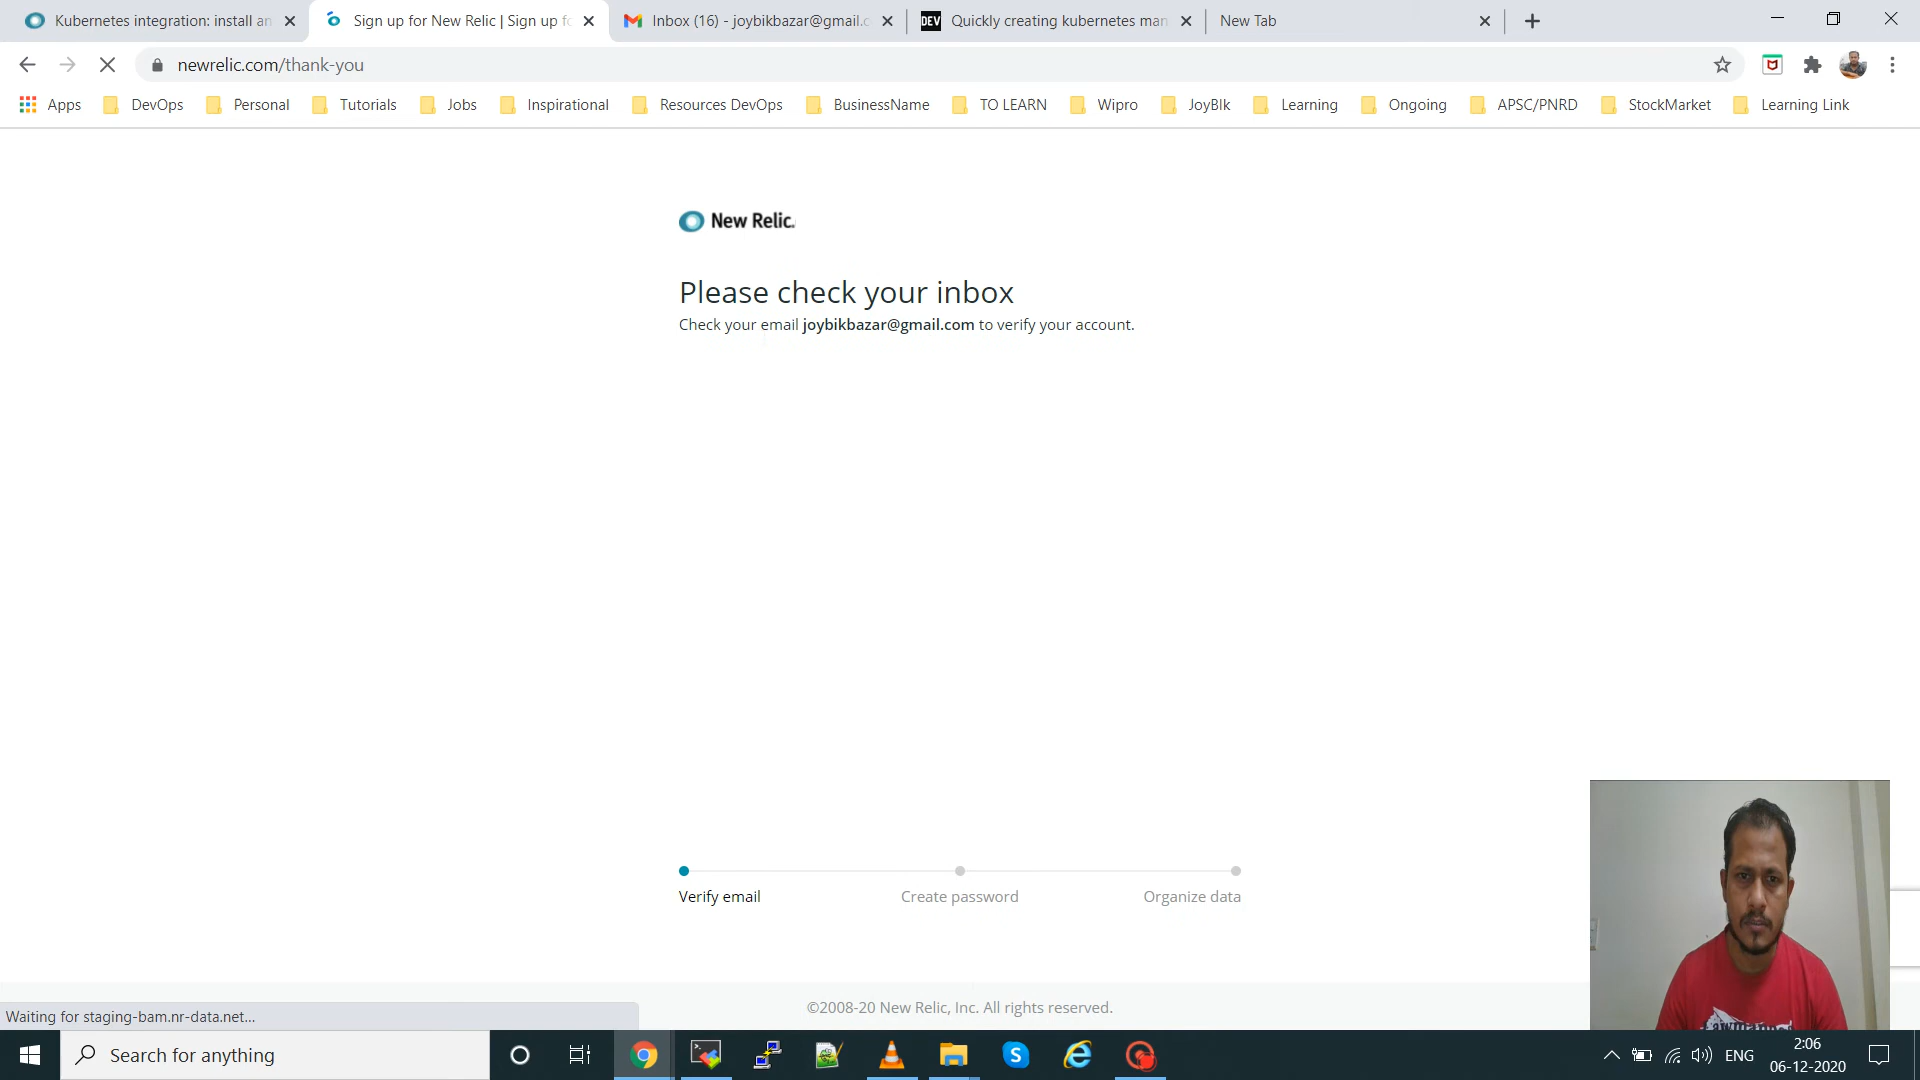 Kubernetes integration: install an
Sign up for New Relic | Sign up fo
Inbox (16) - joybikbazar@gmail.c
DEV
Quickly creating kubernetes man
New Tab
newrelic.com/thank-you
Apps
DevOps
Personal
Tutorials
Jobs
Inspirational
Resources DevOps
BusinessName
TO LEARN
Wipro
JoyBlk
Learning
Ongoing
APSC/PNRD
StockMarket
Learning Link
New Relic.
Please check your inbox
Check your email joybikbazar@gmail.com to verify your account.
Verify email
Create password
Organize data
©2008-20 New Relic, Inc. All rights reserved.
Waiting for staging-bam.nr-data.net...
Search for anything
ENG
2:06
06-12-2020